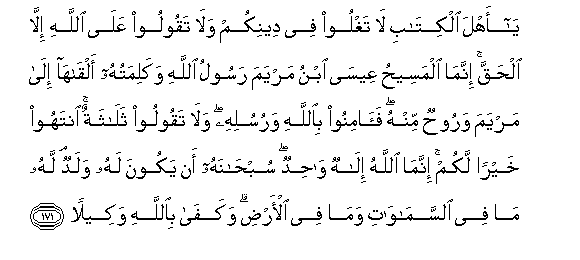 يَـٰٓأَهْلَ ٱلْكِتَـٰبِ لَا تَغْلُوا۟ فِى دِينِكُمْ وَلَا تَقُولُوا۟ عَلَى ٱللَّهِ إِلَّا
ٱلْحَقَّ ۚ إِنَّمَا ٱلْمَسِيحُ عِيسَى ٱبْنُ مَرْيَمَ رَسُولُ ٱللَّهِ وَكَلِمَتُهُۥٓ أَلْقَىٰهَآ إِلَىٰ
مَرْيَمَ وَرُوحٌ مِّنْهُ ۖ فَـَٔامِنُوا۟ بِٱللَّهِ وَرُسُلِهِۦ ۖ وَلَا تَقُولُوا۟ ثَلَـٰثَةٌ ۚ ٱنتَهُوا۟
خَيْرًا لَّكُمْ ۚ إِنَّمَا ٱللَّهُ إِلَـٰهٌ وَٰحِدٌ ۖ سُبْحَـٰنَهُۥٓ أَن يَكُونَ لَهُۥ وَلَدٌ ۘ لَّهُۥ
مَا فِى ٱلسَّمَـٰوَٰتِ وَمَا فِى ٱلْأَرْضِ ۗ وَكَفَىٰ بِٱللَّهِ وَكِيلًا ١٧١